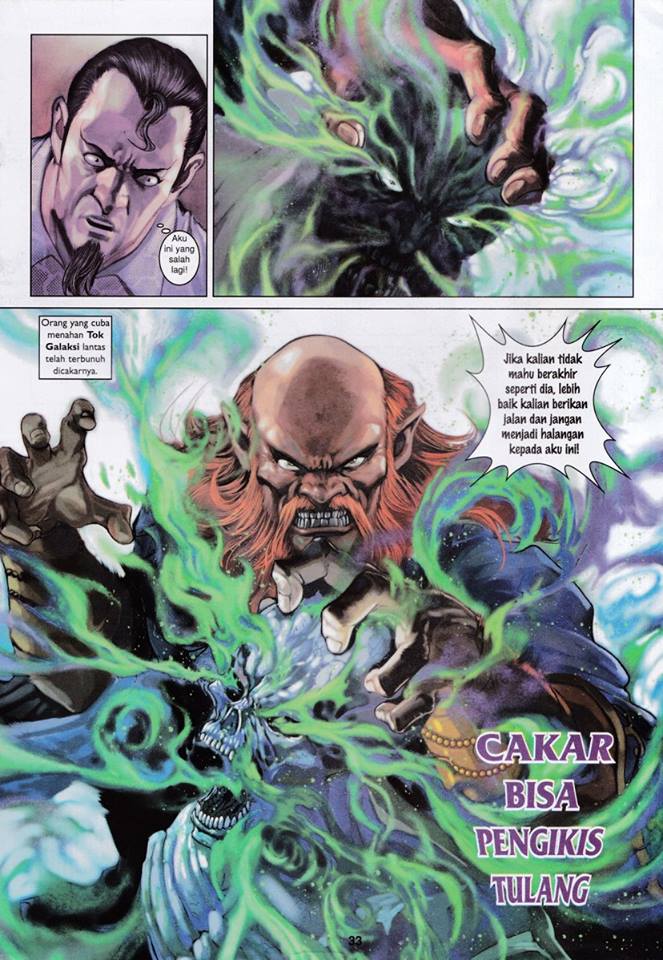 Aku
ini yang
salah
lagi!
Orang yang cuba
menahan Tok
Galaksi lantas
telah terbunuh
dicakarnya.
Jika kalian tidak
mahu berakhir
seperti dia, lebih
baik kalian berikan
jalan dan jangan
menjadi halangan
kepada aku ini!
CAKAR
BISA
PENGIKIS
TULANG
33